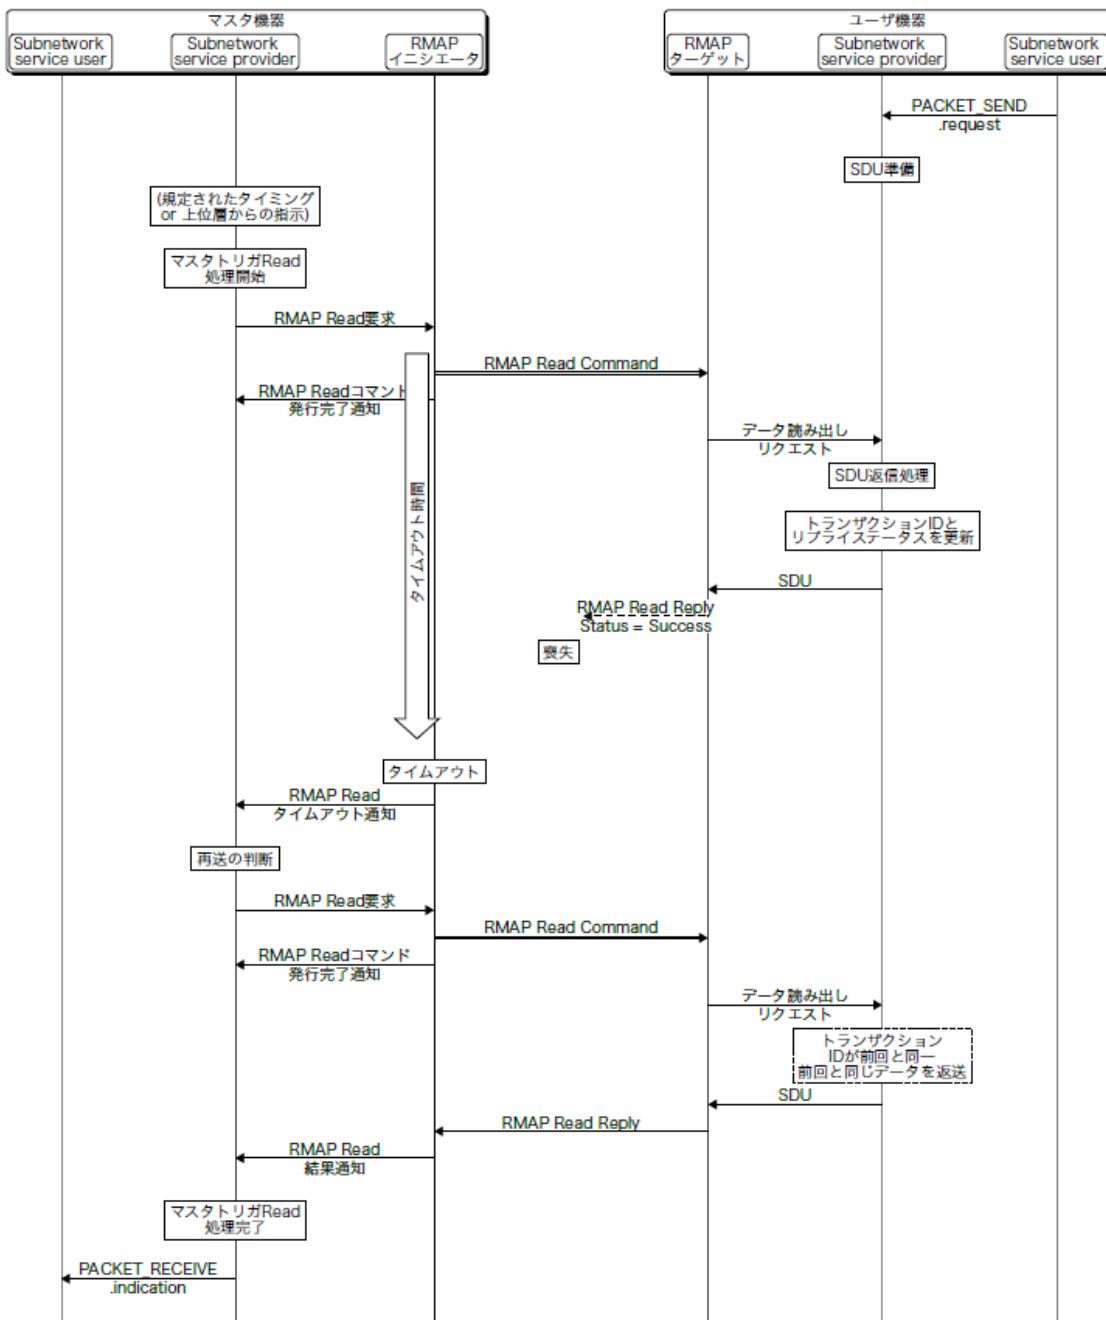 マスタ機器
ユーザ機器
Subnetwork
service user
Subnetwork
service provider
RMAP
イニシエータ
RMAP
ターゲット
Subnetwork
service provider
Subnetwork
service user
PACKET_SEND
.request
SDU準備
(規定されたタイミング
or 上位層からの指示)
マスタトリガRead
処理開始
RMAP Read要求
RMAP Read Command
RMAP Readコマンド
発行完了通知
データ読み出し
リクエスト
SDU返信処理
タイムアウト時間
トランザクションIDと
リプライステータスを更新
SDU
RMAP Read Reply
Status = Success
喪失
タイムアウト
RMAP Read
タイムアウト通知
再送の判断
RMAP Read要求
RMAP Read Command
RMAP Readコマンド
発行完了通知
データ読み出し
リクエスト
トランザクション
IDが前回と同一
前回と同じデータを返送
SDU
RMAP Read Reply
RMAP Read
結果通知
マスタトリガRead
処理完了
PACKET_RECEIVE
.indication